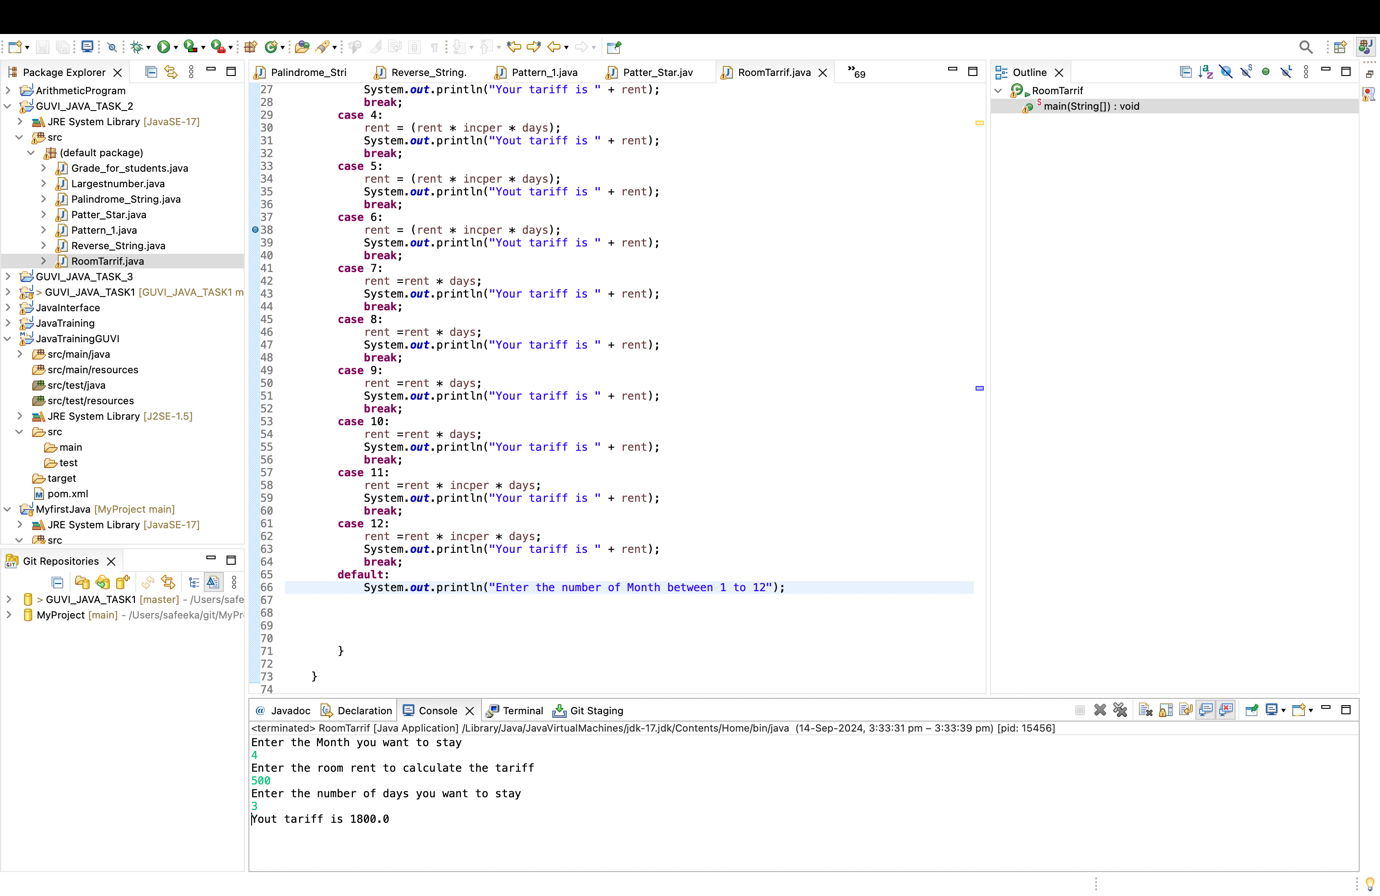 Package Explorer
ArithmeticProgram
GUVI_JAVA_TASK_2
JRE System Library [JavaSE-17]
src
(default package)
Grade_for_students.java
Largestnumber.java
Palindrome_String.java
Patter_Star.java
Pattern_1.java
Reverse_String.java
RoomTarrif.java
GUVI_JAVA_TASK_3
> GUVI_JAVA_TASK1 [GUVI_JAVA_TASK1 m
JavaInterface
JavaTraining
JavaTrainingGUVI
src/main/java
src/main/resources
src/test/java
src/test/resources
JRE System Library [J2SE-1.5]
src
main
test
target
pom.xml
MyfirstJava [MyProject main]
JRE System Library [JavaSE-17]
src
Git Repositories
> GUVI_JAVA_TASK1 [master] - /Users/safe
MyProject [main] - /Users/safeeka/git/MyPr
Palindrome_Stri
Reverse_String.
Pattern_1.java
Patter_Star.jav
RoomTarrif.java
»69
27 System.out.println("Your tariff is " + rent);
28 break;
29 case 4:
30 rent = (rent * incper * days);
31 System.out.println("Yout tariff is " + rent);
32 break;
33 case 5:
34 rent = (rent * incper * days);
35 System.out.println("Yout tariff is " + rent);
36 break;
37 case 6:
38 rent = (rent * incper * days);
39 System.out.println("Yout tariff is " + rent);
40 break;
41 case 7:
42 rent =rent * days;
43 System.out.println("Your tariff is " + rent);
44 break;
45 case 8:
46 rent =rent * days;
47 System.out.println("Your tariff is " + rent);
48 break;
49 case 9:
50 rent =rent * days;
51 System.out.println("Your tariff is " + rent);
52 break;
53 case 10:
54 rent =rent * days;
55 System.out.println("Your tariff is " + rent);
56 break;
57 case 11:
58 rent =rent * incper * days;
59 System.out.println("Your tariff is " + rent);
60 break;
61 case 12:
62 rent =rent * incper * days;
63 System.out.println("Your tariff is " + rent);
64 break;
65 default:
66 System.out.println("Enter the number of Month between 1 to 12");
67
68
69
70
71 }
72
73 }
74
Outline
RoomTarrif
main(String[]) : void
@ Javadoc
Declaration
Console
Terminal
Git Staging
<terminated> RoomTarrif [Java Application] /Library/Java/JavaVirtualMachines/jdk-17.jdk/Contents/Home/bin/java (14-Sep-2024, 3:33:31 pm – 3:33:39 pm) [pid: 15456]
Enter the Month you want to stay
4
Enter the room rent to calculate the tariff
500
Enter the number of days you want to stay
3
Yout tariff is 1800.0